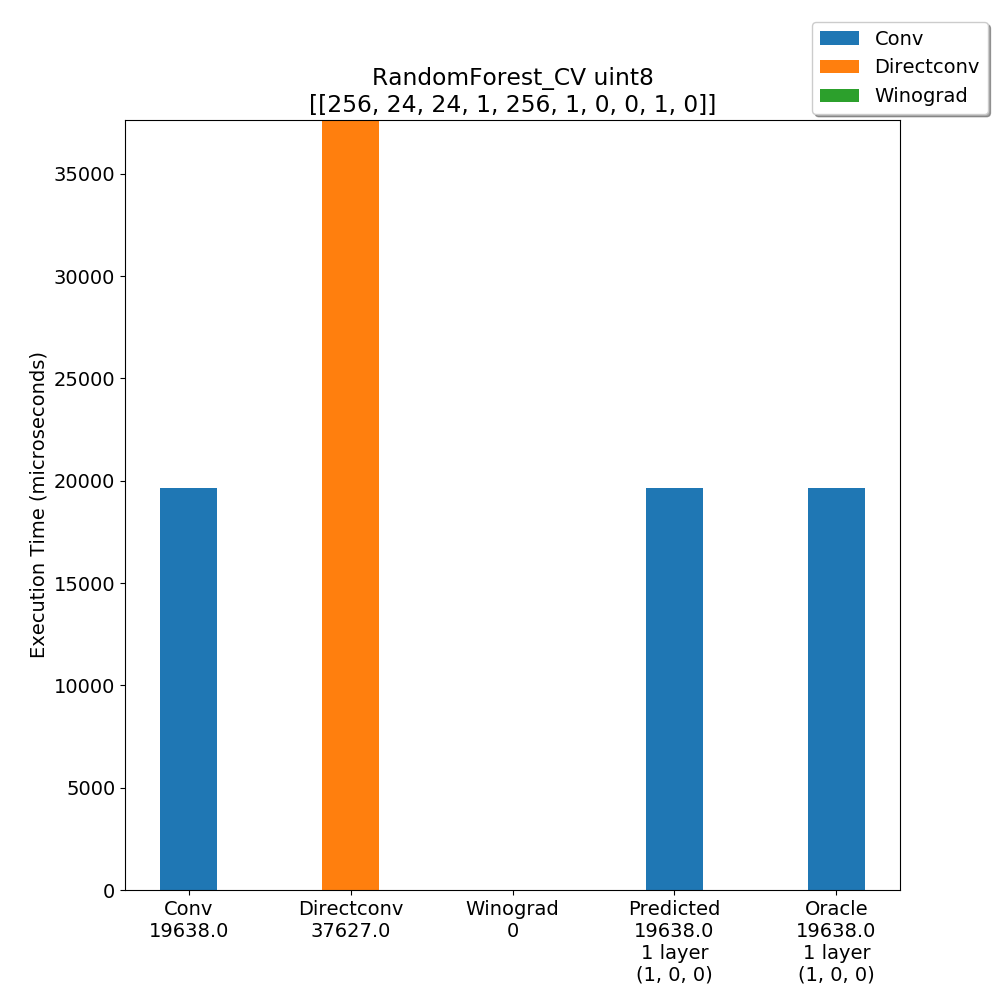 Conv
Directconv
Winograd
RandomForest_CV uint8
[[256, 24, 24, 1, 256, 1, 0, 0, 1, 0]]
Execution Time (microseconds)
35000
30000
25000
20000
15000
10000
5000
0
Conv
19638.0
Directconv
37627.0
Winograd
0
Predicted
19638.0
1 layer
(1, 0, 0)
Oracle
19638.0
1 layer
(1, 0, 0)